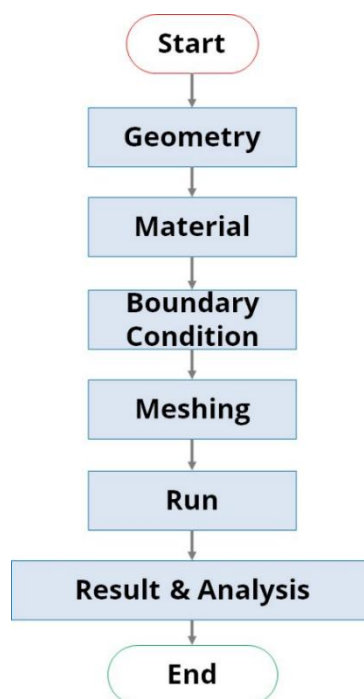 Start
Geometry
Material
Boundary
Condition
Meshing
Run
Result & Analysis
End